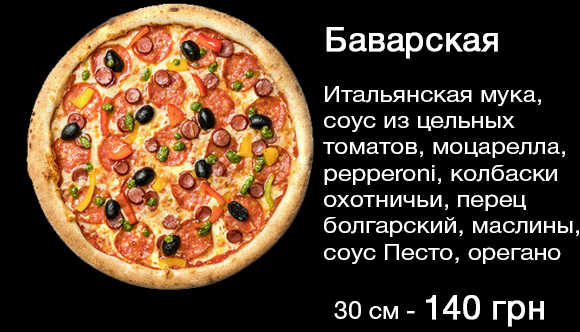 Баварская
Итальянская мука,
соус из цельных
томатов, моцарелла,
pepperoni, колбаски
охотничьи, перец
болгарский, маслины,
соус Песто, орегано
30 см - 140 грн